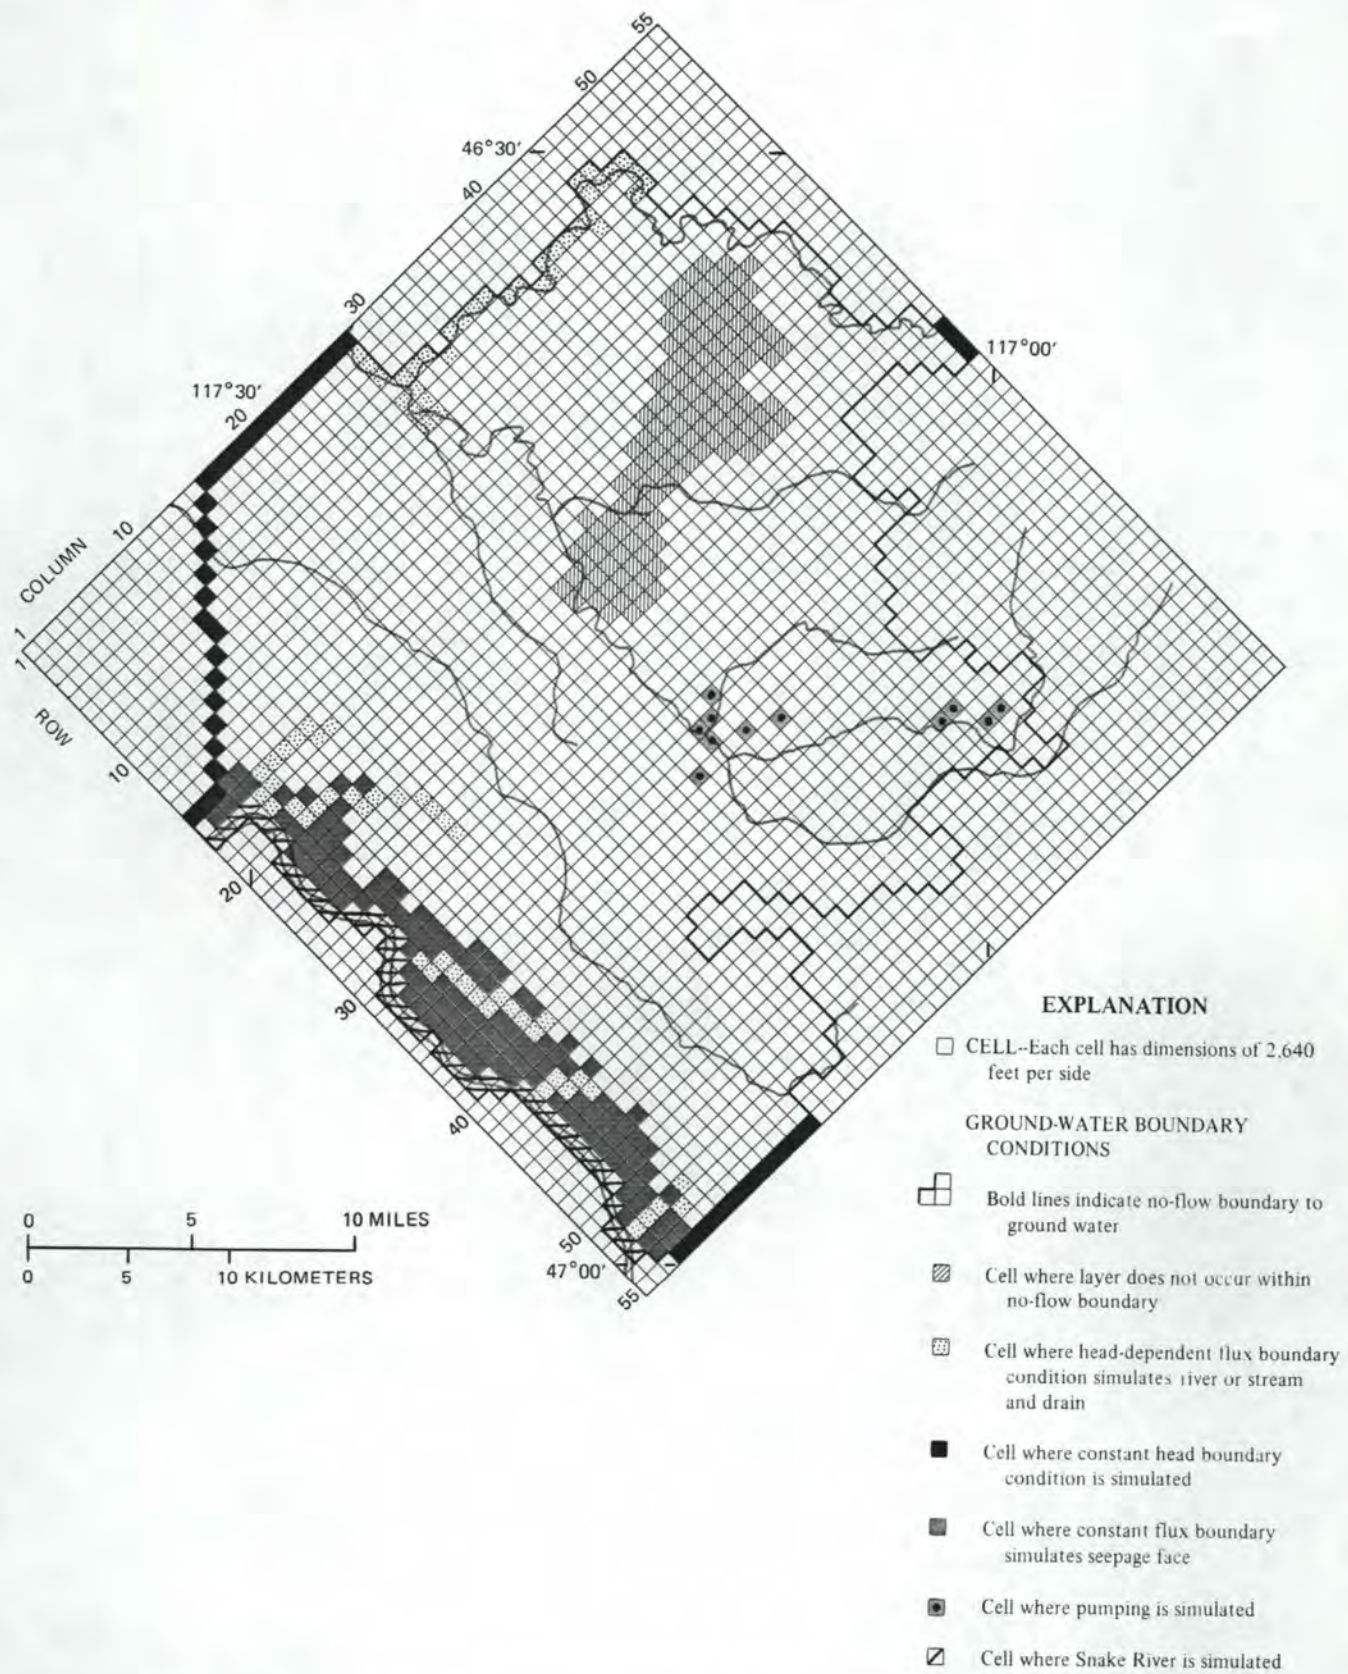 55
50
46°30'
40
30
117°00'
117°30'
20
10
COLUMN
1
1
ROW
10
20
30
40
50
47°00'
55
0 5 10 MILES
0 5 10 KILOMETERS
EXPLANATION
CELL--Each cell has dimensions of 2,640
feet per side
GROUND-WATER BOUNDARY
CONDITIONS
Bold lines indicate no-flow boundary to
ground water
Cell where layer does not occur within
no-flow boundary
Cell where head-dependent flux boundary
condition simulates river or stream
and drain
Cell where constant head boundary
condition is simulated
Cell where constant flux boundary
simulates seepage face
Cell where pumping is simulated
Cell where Snake River is simulated